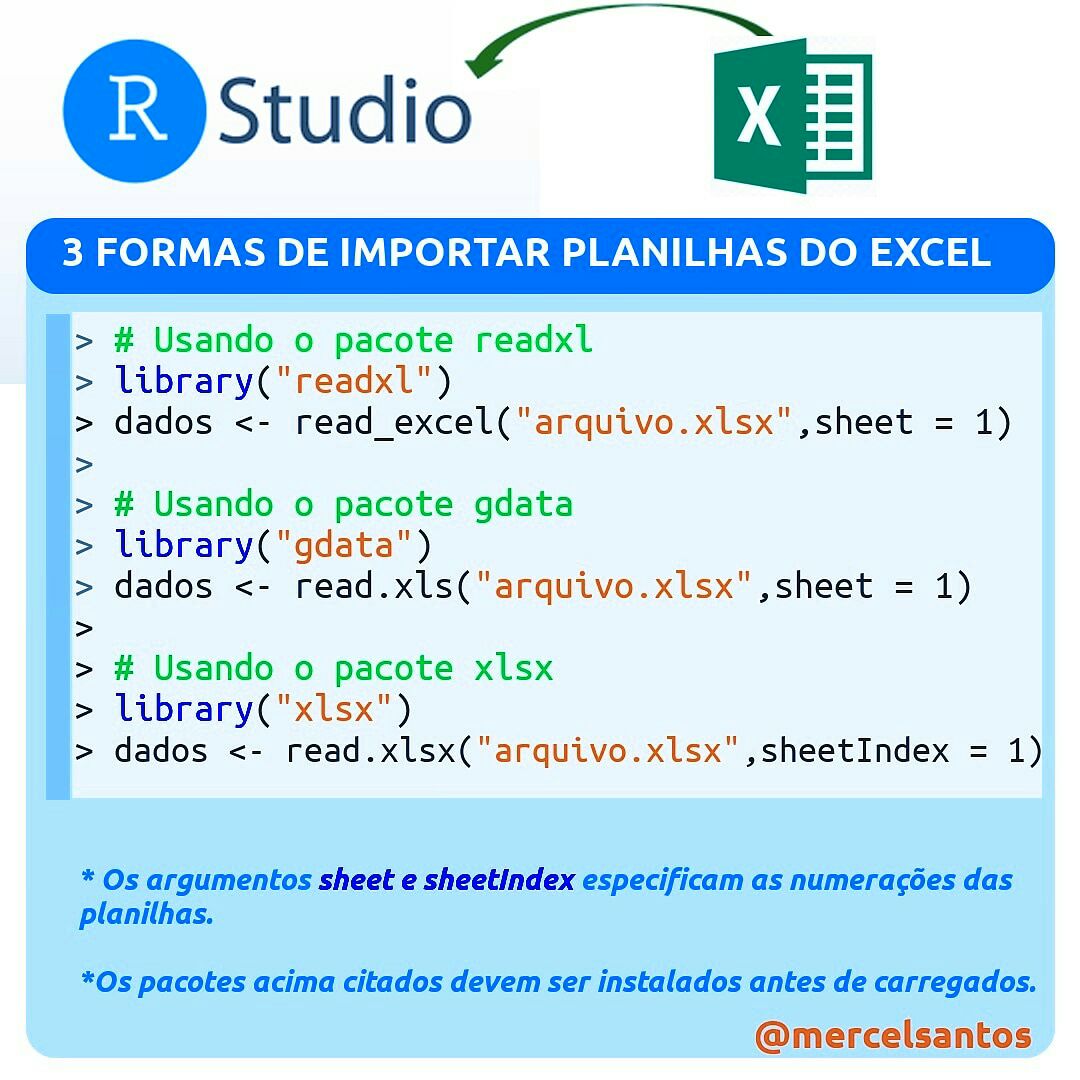 R Studio
X
3 FORMAS DE IMPORTAR PLANILHAS DO EXCEL
> # Usando o pacote readxl
> library("readxl")
> dados <- read_excel("arquivo.xlsx",sheet = 1)
>
> # Usando o pacote gdata
> library("gdata")
> dados <- read.xls("arquivo.xlsx",sheet = 1)
>
> # Usando o pacote xlsx
> library("xlsx")
> dados <- read.xlsx("arquivo.xlsx",sheetIndex = 1)
* Os argumentos sheet e sheetIndex especificam as numerações das
planilhas.
*Os pacotes acima citados devem ser instalados antes de carregados.
@mercelsantos